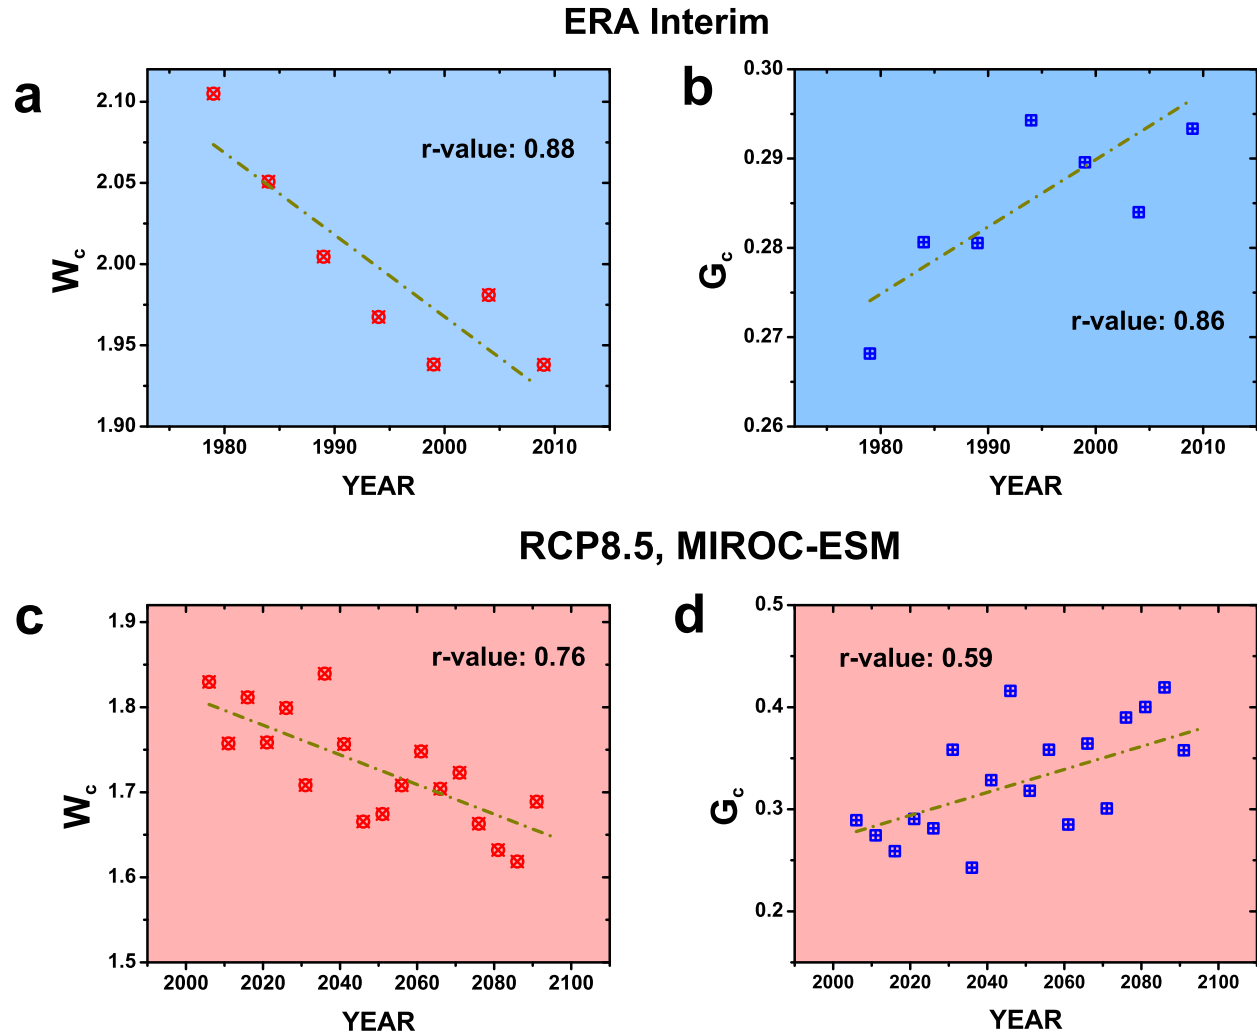 ERA Interim
a
r-value: 0.88
2.10
2.05
2.00
1.95
1.90
W_c
1980 1990 2000 2010
YEAR
b
r-value: 0.86
0.30
0.29
0.28
0.27
0.26
G_c
1980 1990 2000 2010
YEAR
RCP8.5, MIROC-ESM
c
r-value: 0.76
1.9
1.8
1.7
1.6
1.5
W_c
2000 2020 2040 2060 2080 2100
YEAR
d
r-value: 0.59
0.5
0.4
0.3
0.2
G_c
2000 2020 2040 2060 2080 2100
YEAR